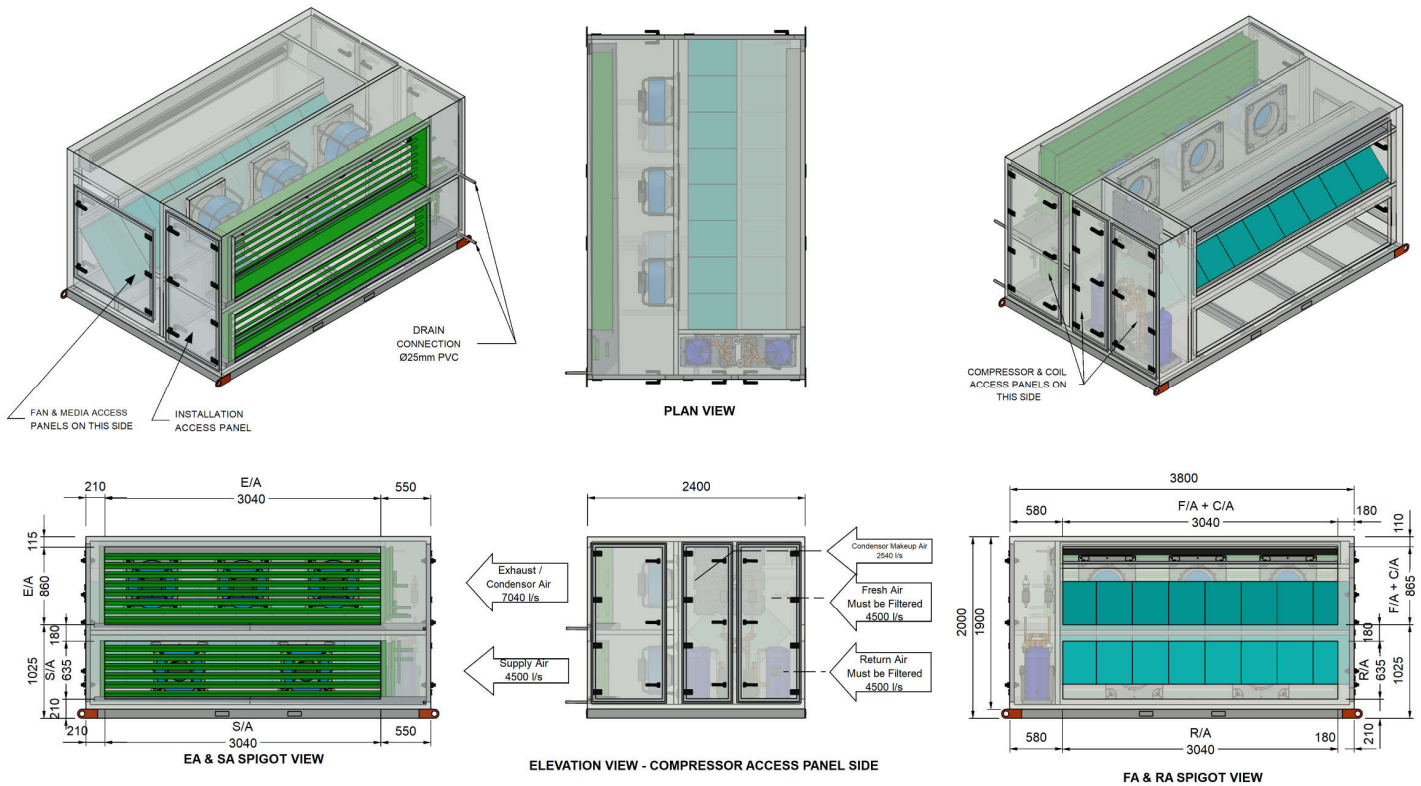 DRAIN
CONNECTION
Ø25mm PVC
FAN & MEDIA ACCESS
PANELS ON THIS SIDE
INSTALLATION
ACCESS PANEL
PLAN VIEW
COMPRESSOR & COIL
ACCESS PANELS ON
THIS SIDE
210
E/A
3040
550
115
E/A
860
180
1025
S/A
635
210
210
S/A
3040
550
EA & SA SPIGOT VIEW
2400
Exhaust /
Condensor Air
7040 l/s
Supply Air
4500 l/s
Condensor Makeup Air
2540 l/s
Fresh Air
Must be Filtered
4500 l/s
Return Air
Must be Filtered
4500 l/s
ELEVATION VIEW - COMPRESSOR ACCESS PANEL SIDE
3800
580
F/A + C/A
3040
180
110
F/A + C/A
865
2000
1900
180
R/A
635
1025
210
580
R/A
3040
180
FA & RA SPIGOT VIEW